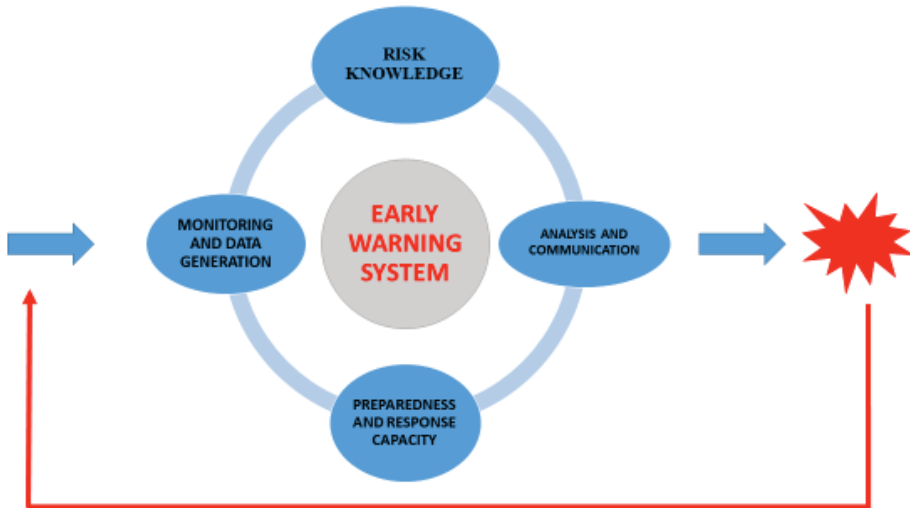 RISK
KNOWLEDGE
MONITORING
AND DATA
GENERATION
EARLY
WARNING
SYSTEM
ANALYSIS AND
COMMUNICATION
PREPAREDNESS
AND RESPONSE
CAPACITY